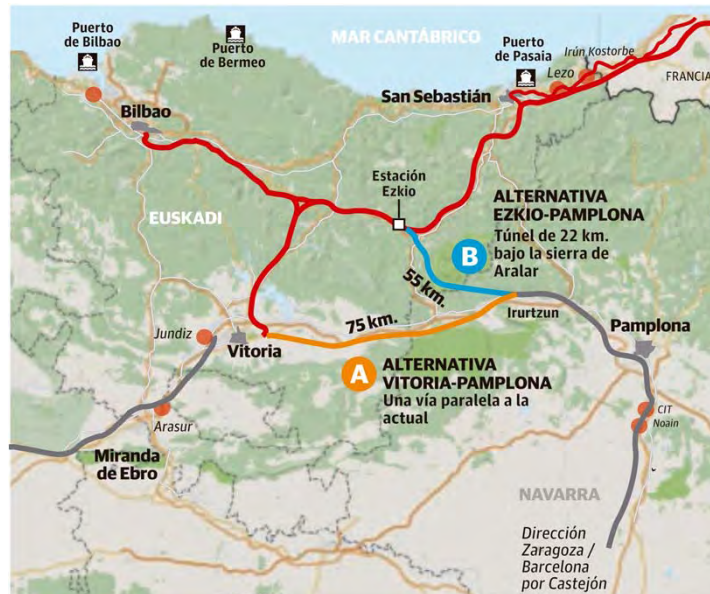 Puerto
de Bilbao
Puerto
de Bermeo
MAR CANTÁBRICO
Puerto
de Pasaia
Irún Kostorbe
Lezo
FRANCIA
Bilbao
San Sebastián
Estación
Ezkio
EUSKADI
ALTERNATIVA
EZKIO-PAMPLONA
Túnel de 22 km.
bajo la sierra de
Aralar
B
55 km.
75 km.
Irurtzun
Jundiz
Vitoria
Pamplona
A
ALTERNATIVA
VITORIA-PAMPLONA
Una vía paralela a la
actual
Arasur
CIT
Noain
Miranda
de Ebro
NAVARRA
Dirección
Zaragoza /
Barcelona
por Castejón